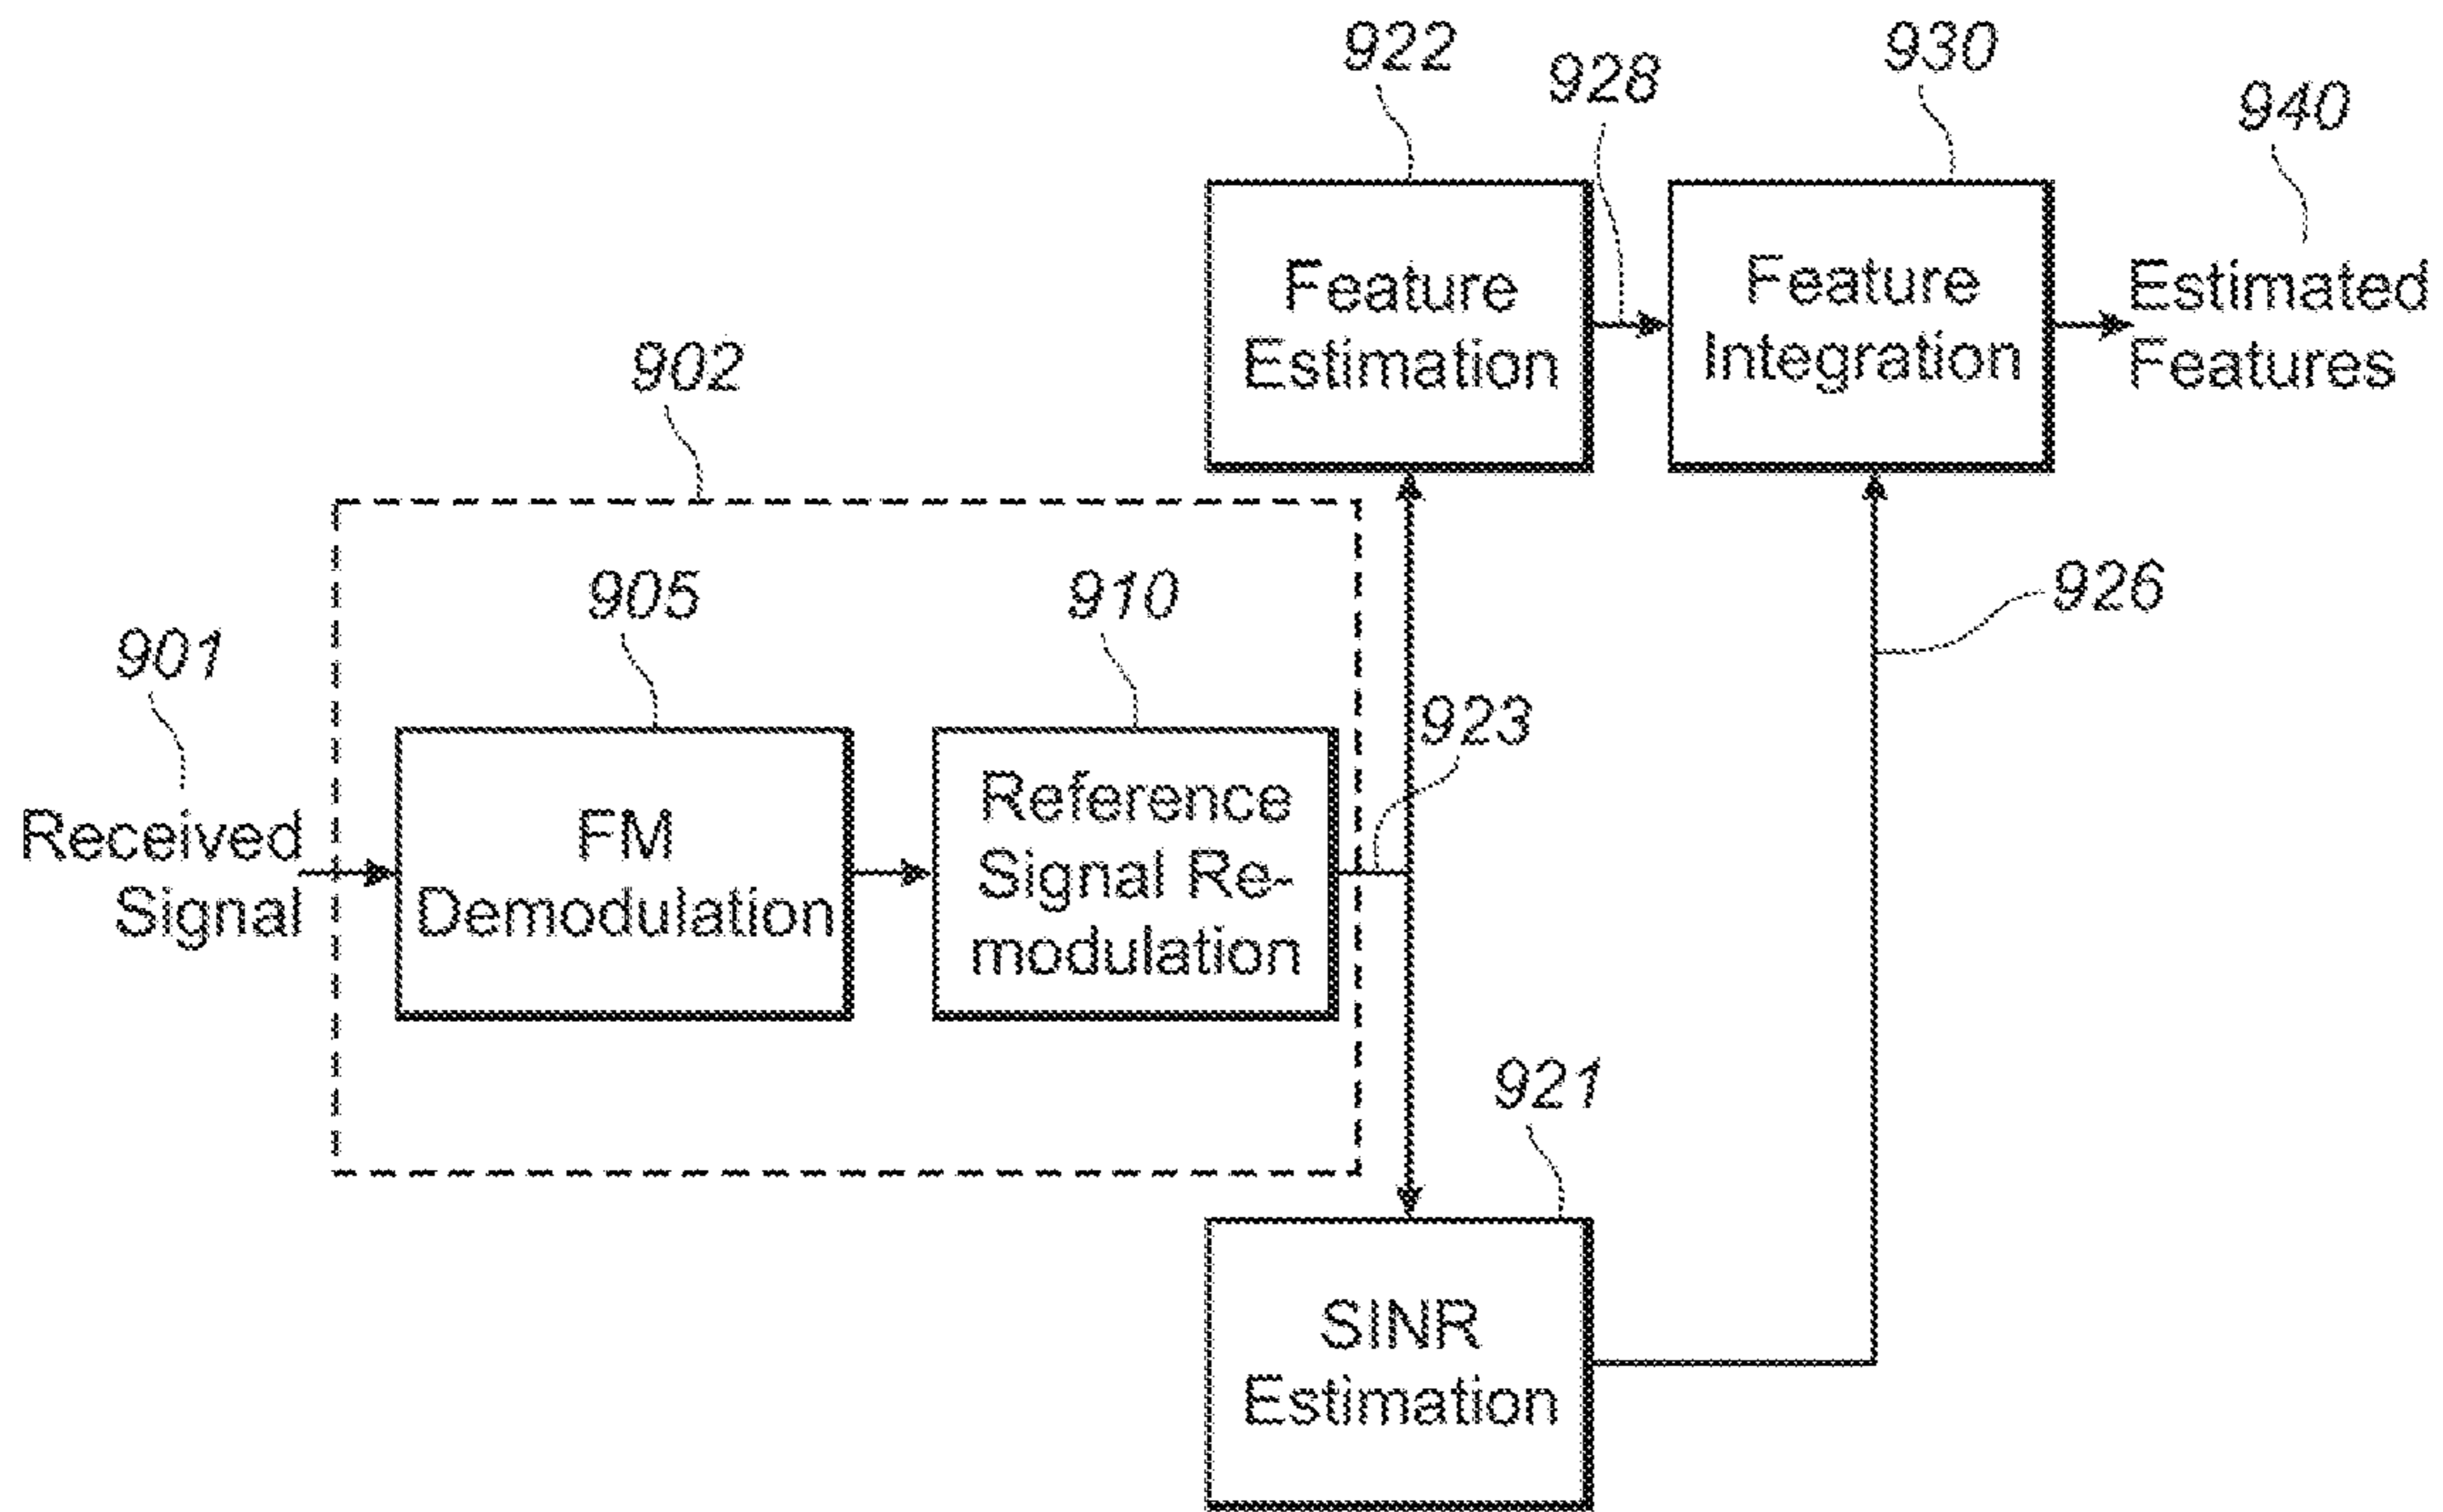 922
928
930
940
Feature
Estimation
Feature
Integration
Estimated
Features
902
905
910
926
901
923
Received
Signal
FM
Demodulation
Reference
Signal Re-
modulation
921
SINR
Estimation